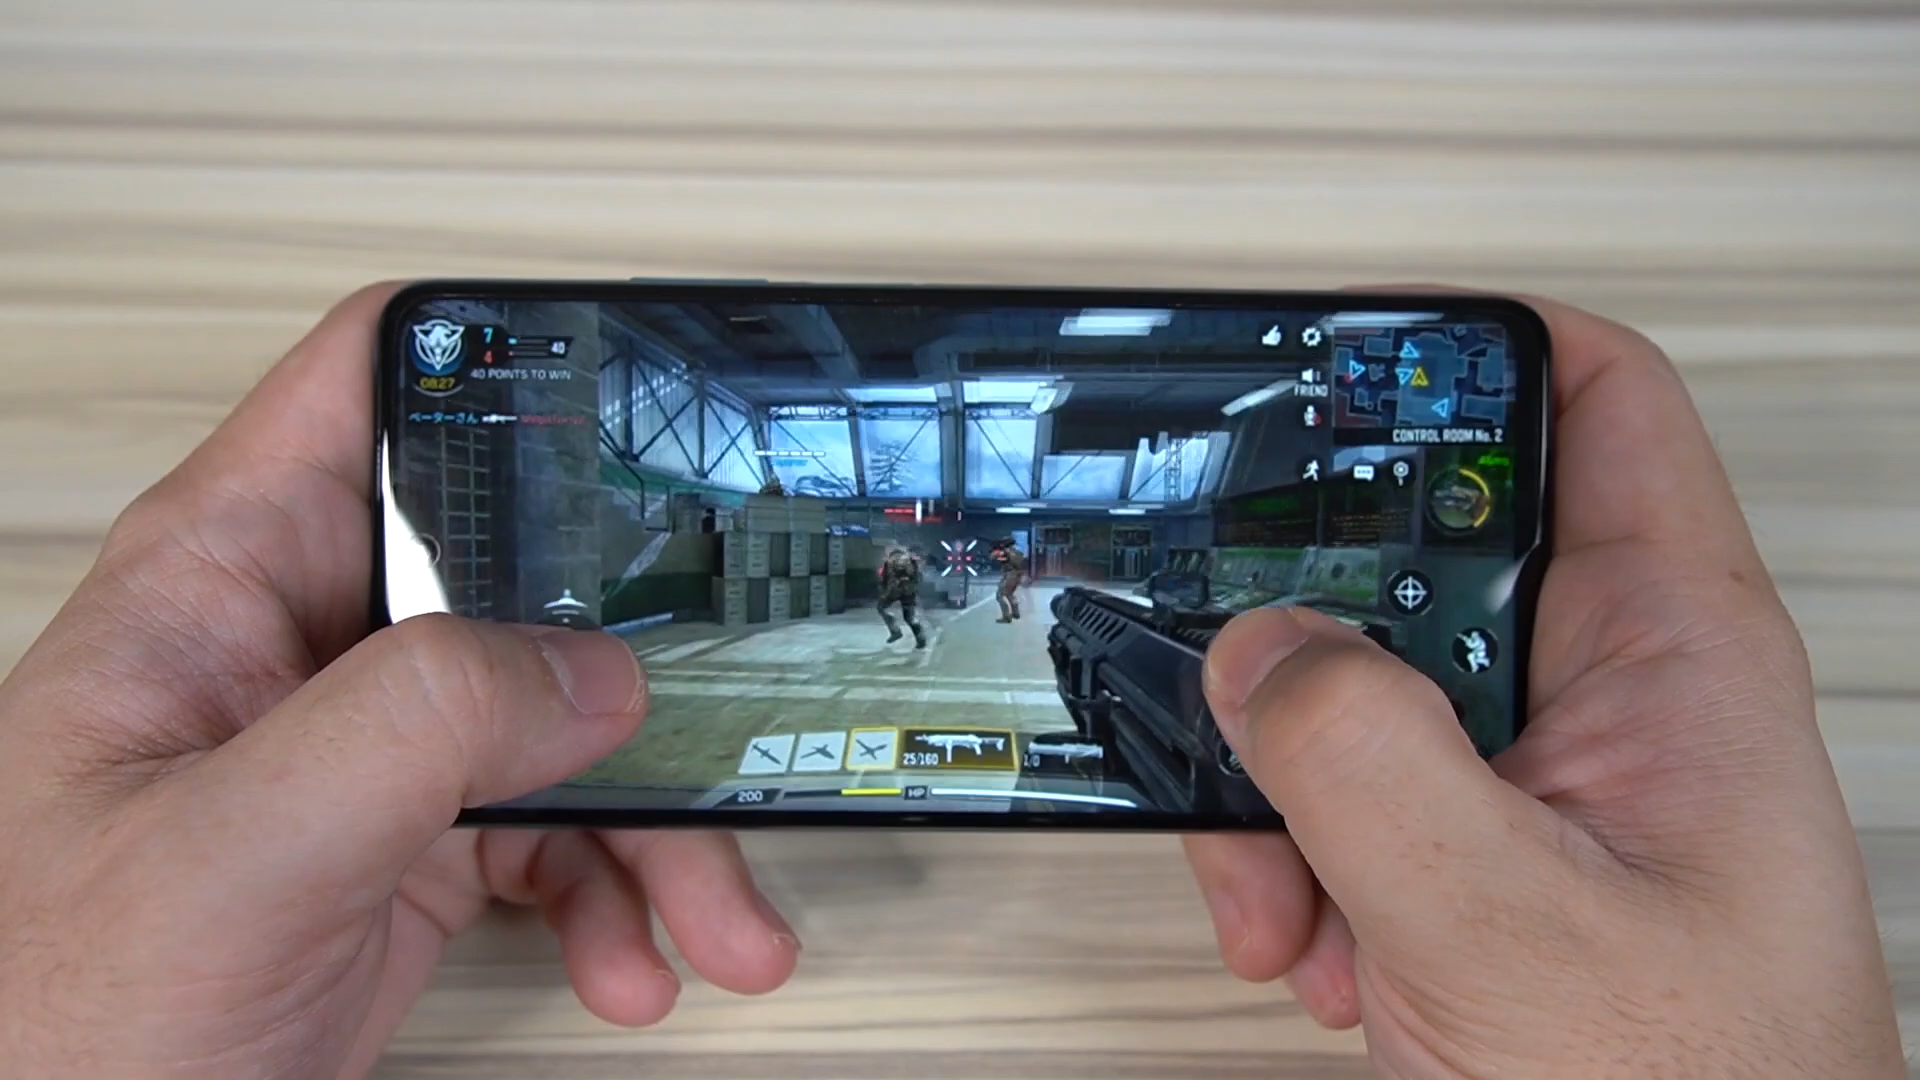 7
4
40
08:27
40 POINTS TO WIN
ベーターさん
FRIEND
CONTROL ROOM No. 2
25/160
1/0
200
HP